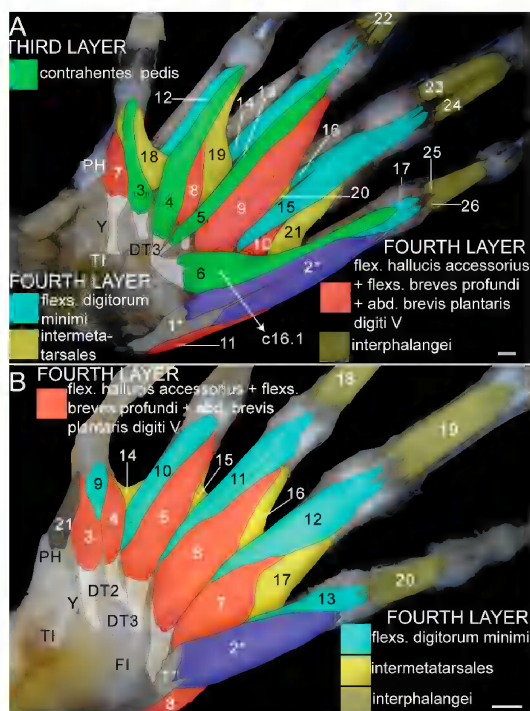 A
THIRD LAYER
contrahentes pedis
22
12
14
13
23
24
16
PH
7
18
19
3
8
17
25
4
20
5
9
15
26
Y
21
DT3
10
TI
6
2*
FOURTH LAYER
flex. hallucis accessorius
+ flexs. breves profundi
+ abd. brevis plantaris
digiti V
interphalangei
FOURTH LAYER
flexs. digitorum
minimi
intermeta-
tarsales
1*
11
c16.1
B
FOURTH LAYER
flex. hallucis accessorius + flexs.
breves profundi + abd. brevis
plantaris digiti V
18
19
14
9
10
15
11
16
21
3
4
5
12
PH
6
17
20
Y
DT2
7
13
DT3
TI
FI
2*
1*
8
FOURTH LAYER
flexs. digitorum minimi
intermetatarsales
interphalangei